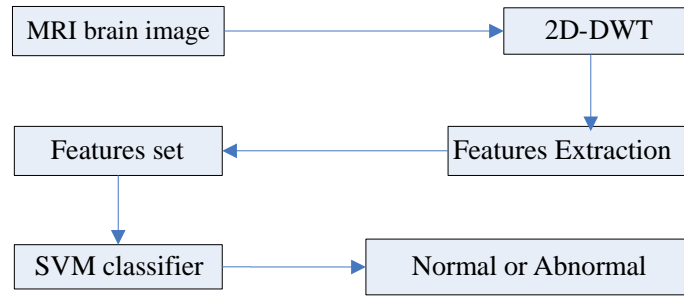 MRI brain image
2D-DWT
Features set
Features Extraction
SVM classifier
Normal or Abnormal